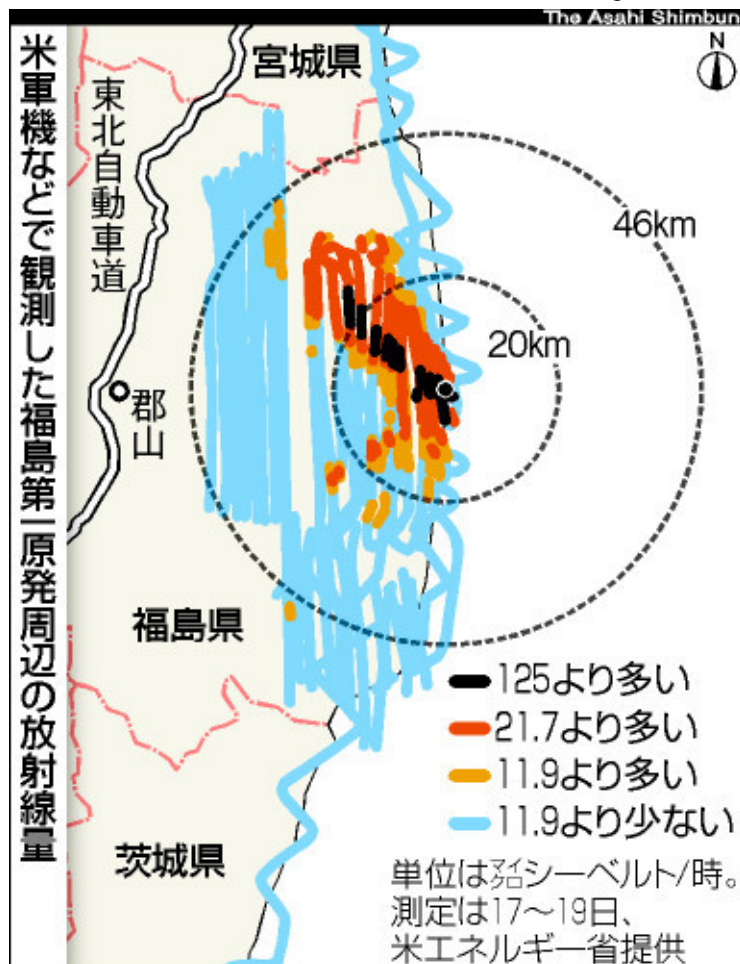 The Asahi Shimbun
米軍機などで観測した福島第一原発周辺の放射線量
N
宮城県
東北自動車道
46km
20km
郡山
福島県
茨城県
125より多い
21.7より多い
11.9より多い
11.9より少ない
単位はマイクロシーベルト/時。
測定は17～19日、
米エネルギー省提供